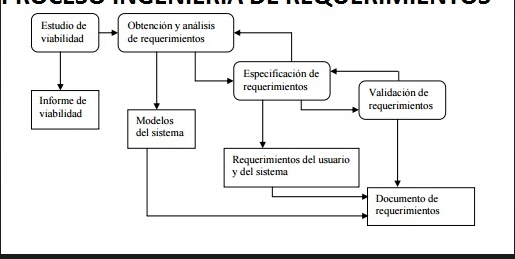 PROCESO INGENIERIA DE REQUERIMIENTOS
Estudio de
viabilidad
Obtención y análisis
de requerimientos
Especificación de
requerimientos
Validación de
requerimientos
Informe de
viabilidad
Modelos
del sistema
Requerimientos del usuario
y del sistema
Documento de
requerimientos